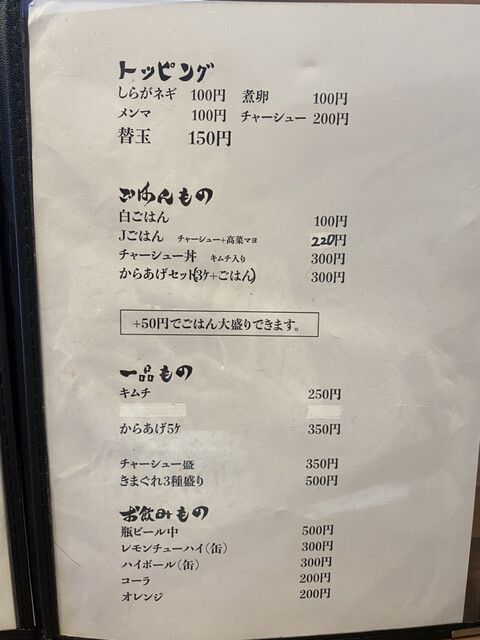 トッピング
しらがネギ 100円 煮卵 100円
メンマ 100円 チャーシュー 200円
替玉 150円
ごはんもの
白ごはん 100円
Jごはん チャーシュー+高菜マヨ 220円
チャーシュー丼 キムチ入り 300円
からあげセット(3ケ+ごはん) 300円
+50円でごはん大盛りできます。
一品もの
キムチ 250円
からあげ5ケ 350円
チャーシュー盛 350円
きまぐれ3種盛り 500円
お飲みもの
瓶ビール中 500円
レモンチューハイ(缶) 300円
ハイボール(缶) 300円
コーラ 200円
オレンジ 200円